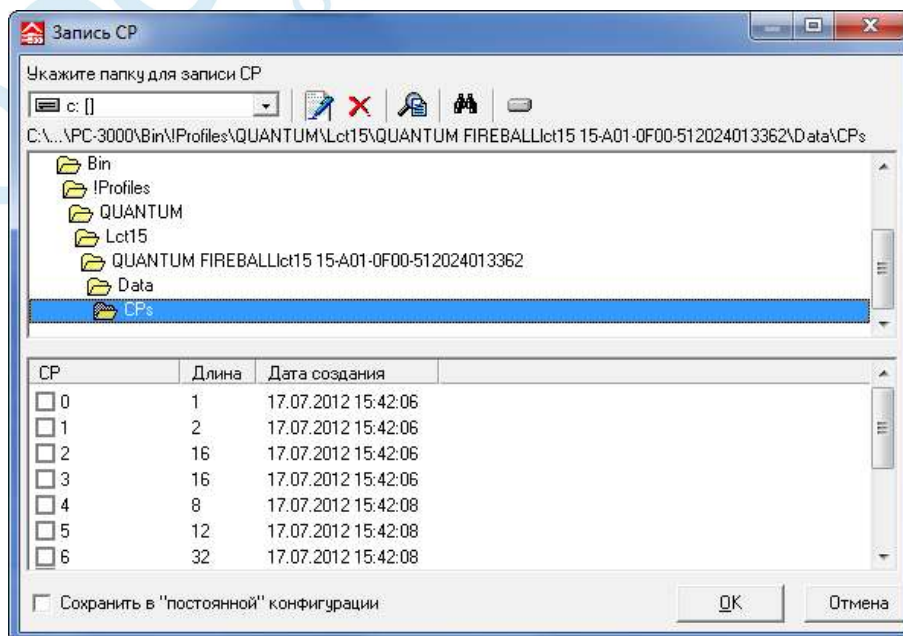 Запись CP
Укажите папку для записи CP
c: []
C:\...\PC-3000\Bin\!Profiles\QUANTUM\Lct15\QUANTUM FIREBALLlct15 15-A01-0F00-512024013362\Data\CPs
Bin
!Profiles
QUANTUM
Lct15
QUANTUM FIREBALLlct15 15-A01-0F00-512024013362
Data
CPs
CP Длина Дата создания
0 1 17.07.2012 15:42:06
1 2 17.07.2012 15:42:06
2 16 17.07.2012 15:42:06
3 16 17.07.2012 15:42:06
4 8 17.07.2012 15:42:08
5 12 17.07.2012 15:42:08
6 32 17.07.2012 15:42:08
Сохранить в "постоянной" конфигурации
OK Отмена